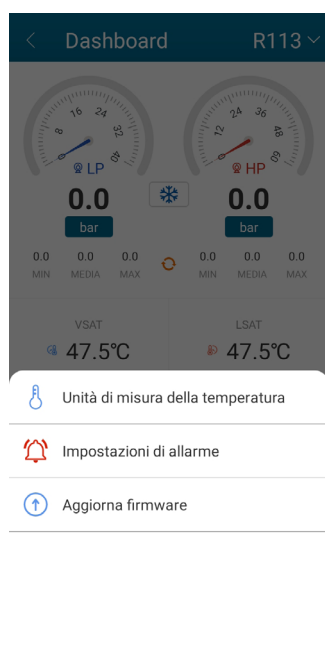 Dashboard R113
8 16 24 32 40
12 24 36 48 60
LP HP
0.0 0.0
bar bar
0.0 0.0 0.0 0.0 0.0 0.0
MIN MEDIA MAX MIN MEDIA MAX
VSAT LSAT
47.5°C 47.5°C
Unità di misura della temperatura
Impostazioni di allarme
Aggiorna firmware